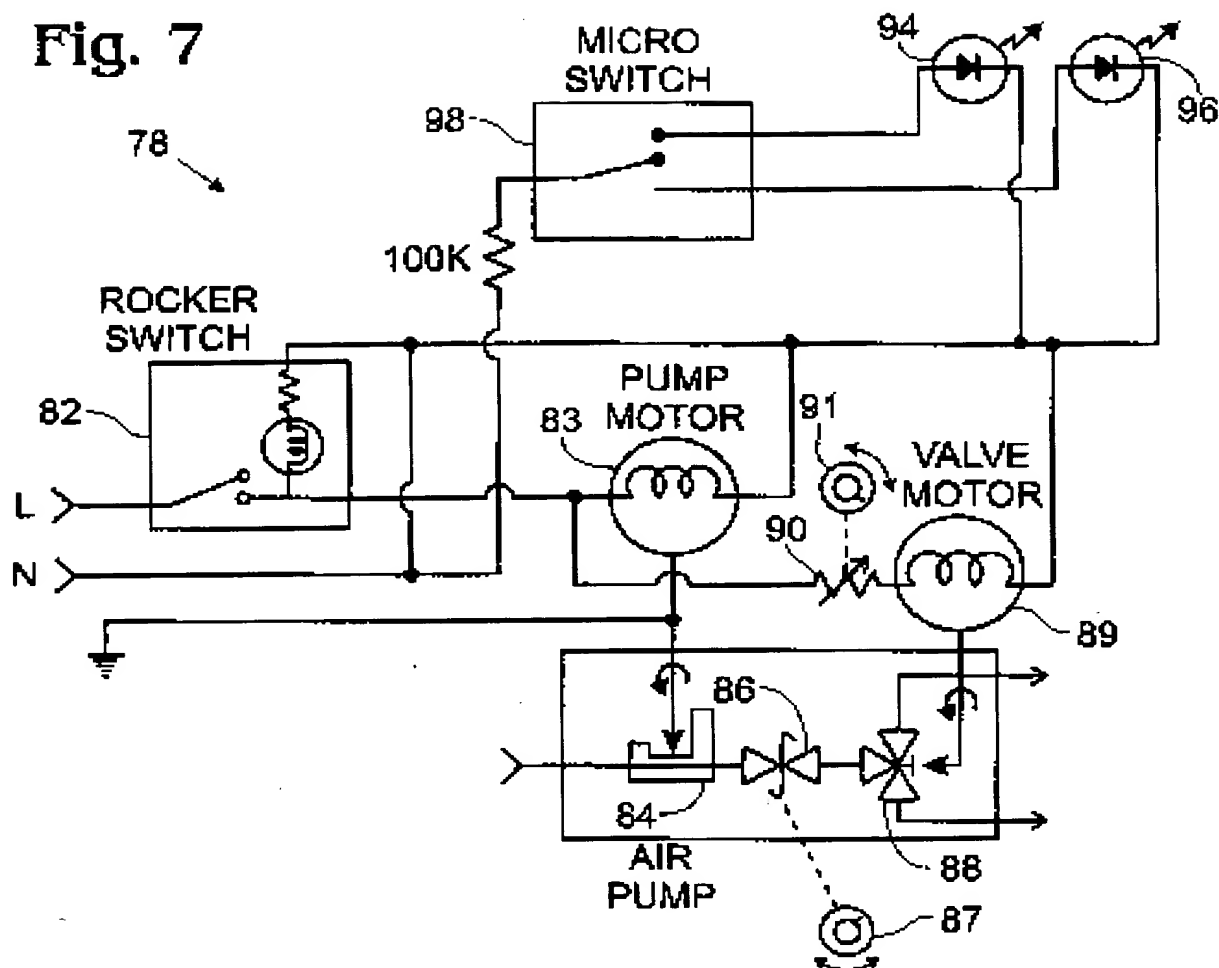 Fig. 7
MICRO
SWITCH
94
96
98
78
100K
ROCKER
SWITCH
82
PUMP
MOTOR
83
91
VALVE
MOTOR
L
90
N
89
86
84
88
AIR
PUMP
87